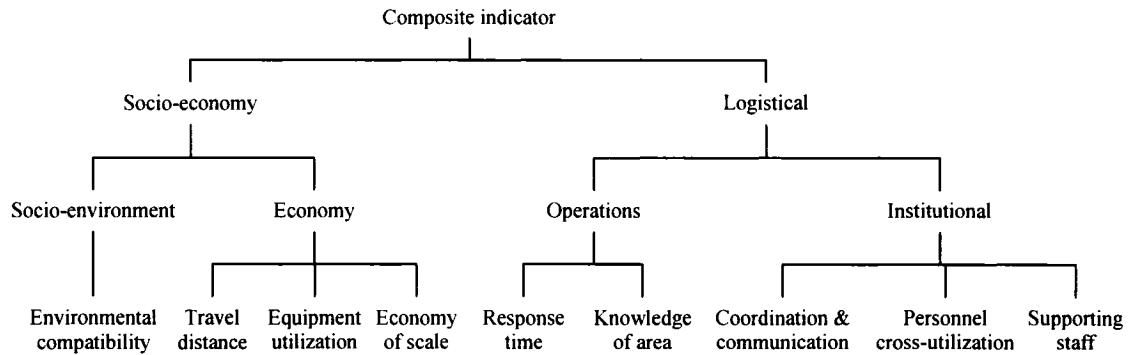 Composite indicator
Socio-economy
Logistical
Socio-environment
Economy
Operations
Institutional
Environmental
compatibility
Travel
distance
Equipment
utilization
Economy
of scale
Response
time
Knowledge
of area
Coordination &
communication
Personnel
cross-utilization
Supporting
staff